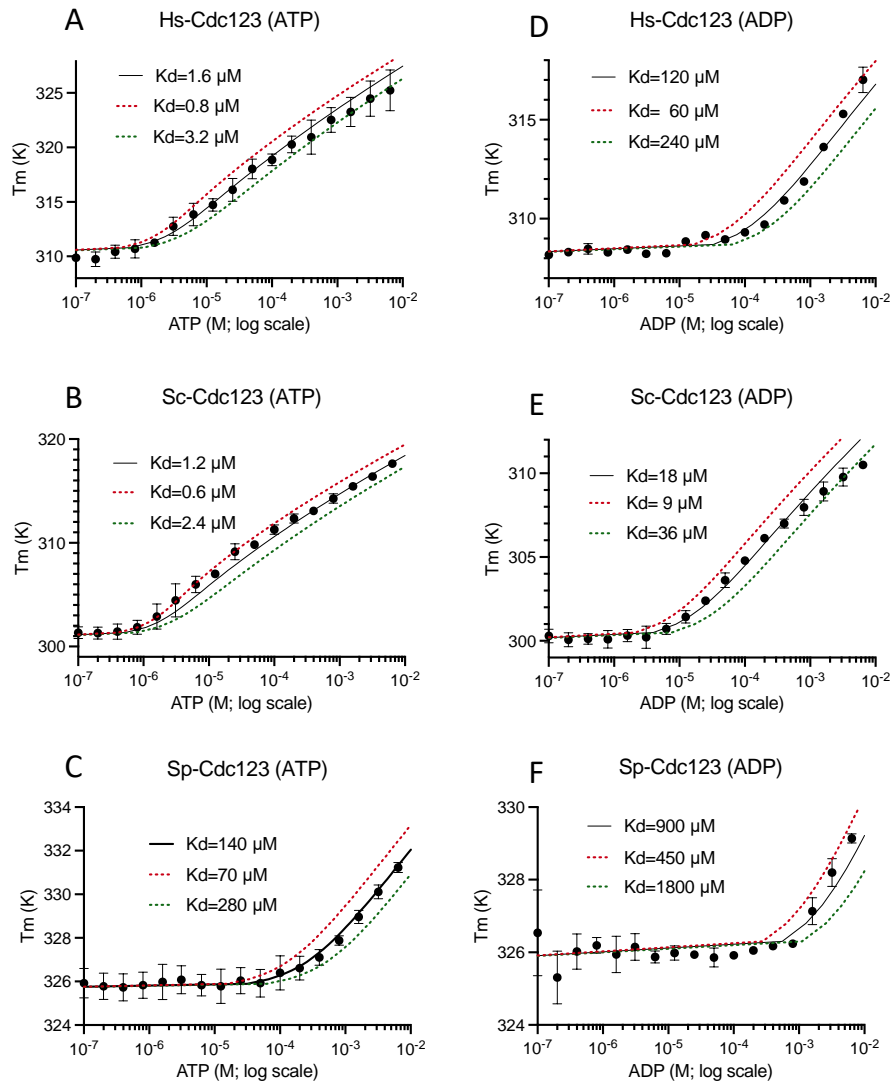 A
Hs-Cdc123 (ATP)
Kd=1.6 µM
Kd=0.8 µM
Kd=3.2 µM
Tm (K)
325
320
315
310
10-7 10-6 10-5 10-4 10-3 10-2
ATP (M; log scale)
D
Hs-Cdc123 (ADP)
Kd=120 µM
Kd= 60 µM
Kd=240 µM
Tm (K)
315
310
10-7 10-6 10-5 10-4 10-3 10-2
ADP (M; log scale)
B
Sc-Cdc123 (ATP)
Kd=1.2 µM
Kd=0.6 µM
Kd=2.4 µM
Tm (K)
320
310
300
10-7 10-6 10-5 10-4 10-3 10-2
ATP (M; log scale)
E
Sc-Cdc123 (ADP)
Kd=18 µM
Kd= 9 µM
Kd=36 µM
Tm (K)
310
305
300
10-7 10-6 10-5 10-4 10-3 10-2
ADP (M; log scale)
C
Sp-Cdc123 (ATP)
Kd=140 µM
Kd=70 µM
Kd=280 µM
Tm (K)
334
332
330
328
326
324
10-7 10-6 10-5 10-4 10-3 10-2
ATP (M; log scale)
F
Sp-Cdc123 (ADP)
Kd=900 µM
Kd=450 µM
Kd=1800 µM
Tm (K)
330
328
326
324
10-7 10-6 10-5 10-4 10-3 10-2
ADP (M; log scale)